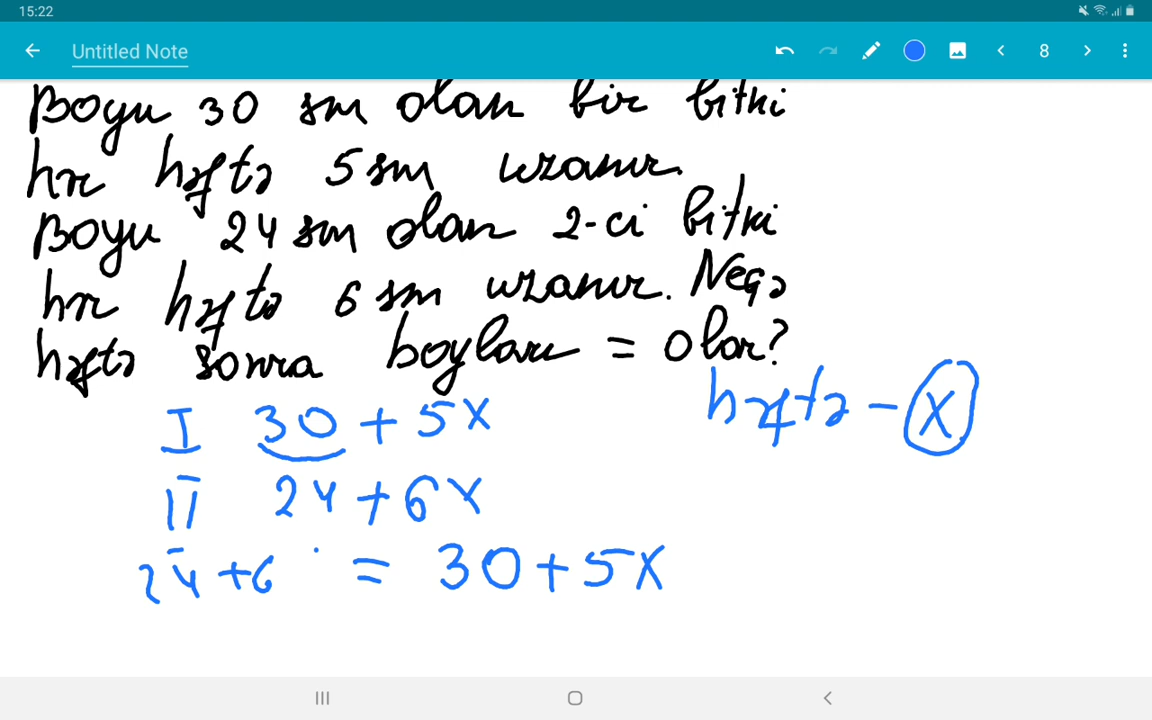 15:22
Untitled Note
8
Boyu 30 sm olan bir bitki
hər həftə 5sm uzanır.
Boyu 24 sm olan 2-ci bitki
hər həftə 6 sm uzanır. Neçə
həftə sonra boyları = olar?
həftə - x
I 30 + 5x
II 24 + 6x
24 + 6 = 30 + 5x